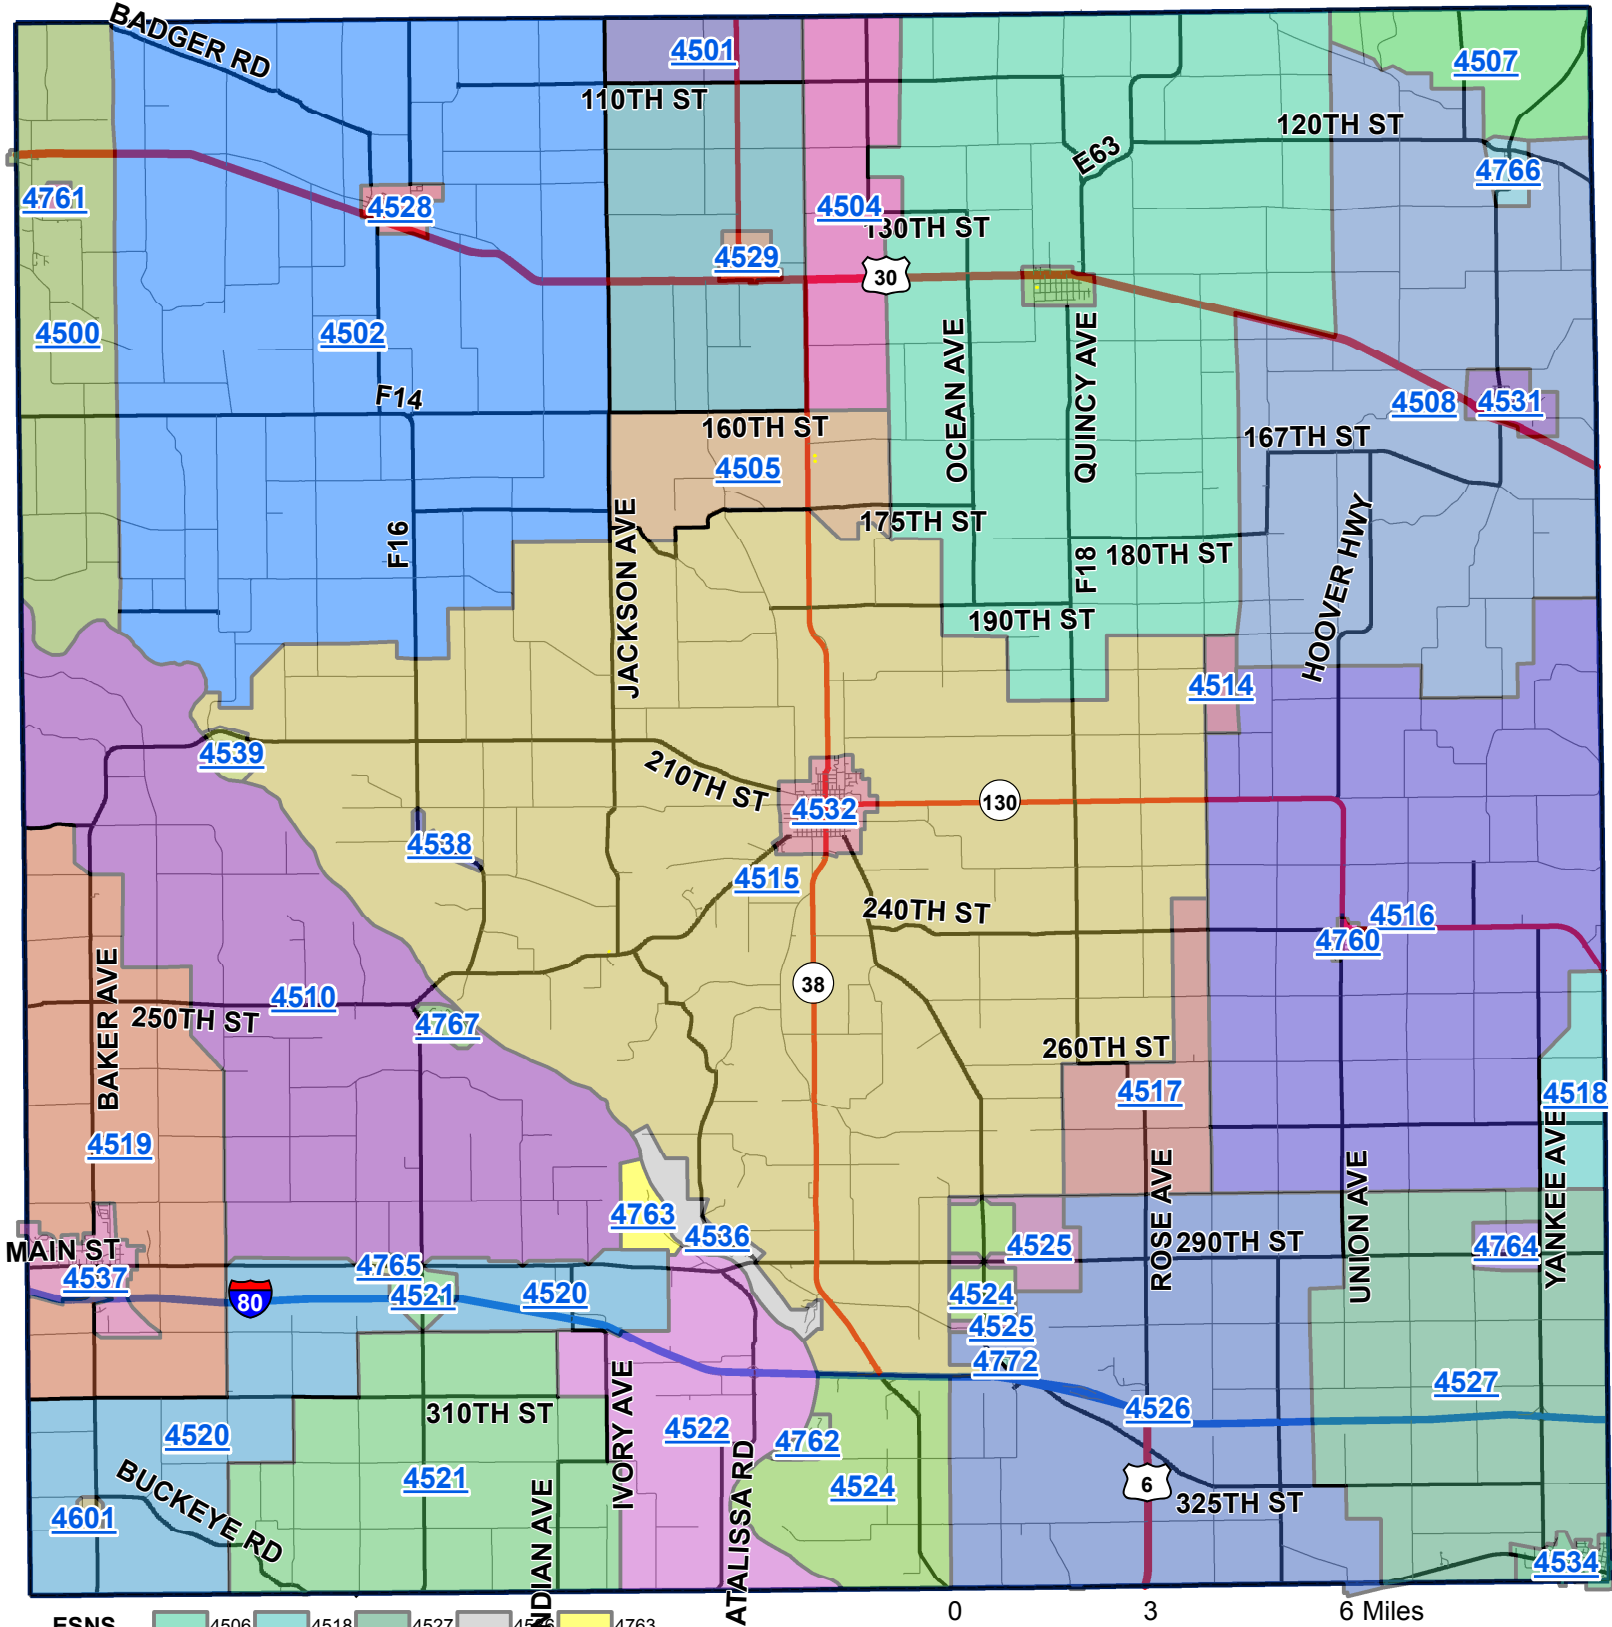 BADGER RD
4501
4507
110TH ST
120TH ST
E63
4766
4761
4528
4504
130TH ST
4529
30
4500
4502
OCEAN AVE
QUINCY AVE
F14
4508
4531
160TH ST
167TH ST
4505
175TH ST
F16
JACKSON AVE
F18
180TH ST
HOOVER HWY
190TH ST
4514
4539
210TH ST
130
4532
4538
4515
240TH ST
4516
4760
38
BAKER AVE
4510
250TH ST
4767
260TH ST
4517
4518
4519
ROSE AVE
UNION AVE
YANKEE AVE
4763
4536
MAIN ST
4525
290TH ST
4764
4537
4765
80
4521
4520
4524
4525
4772
4527
310TH ST
IVORY AVE
4526
4520
4522
4762
ATALISSA RD
4521
4524
BUCKEYE RD
6
325TH ST
4601
NDIAN AVE
4534
ESNS
4506
4518
4527
4763
0 3 6 Miles